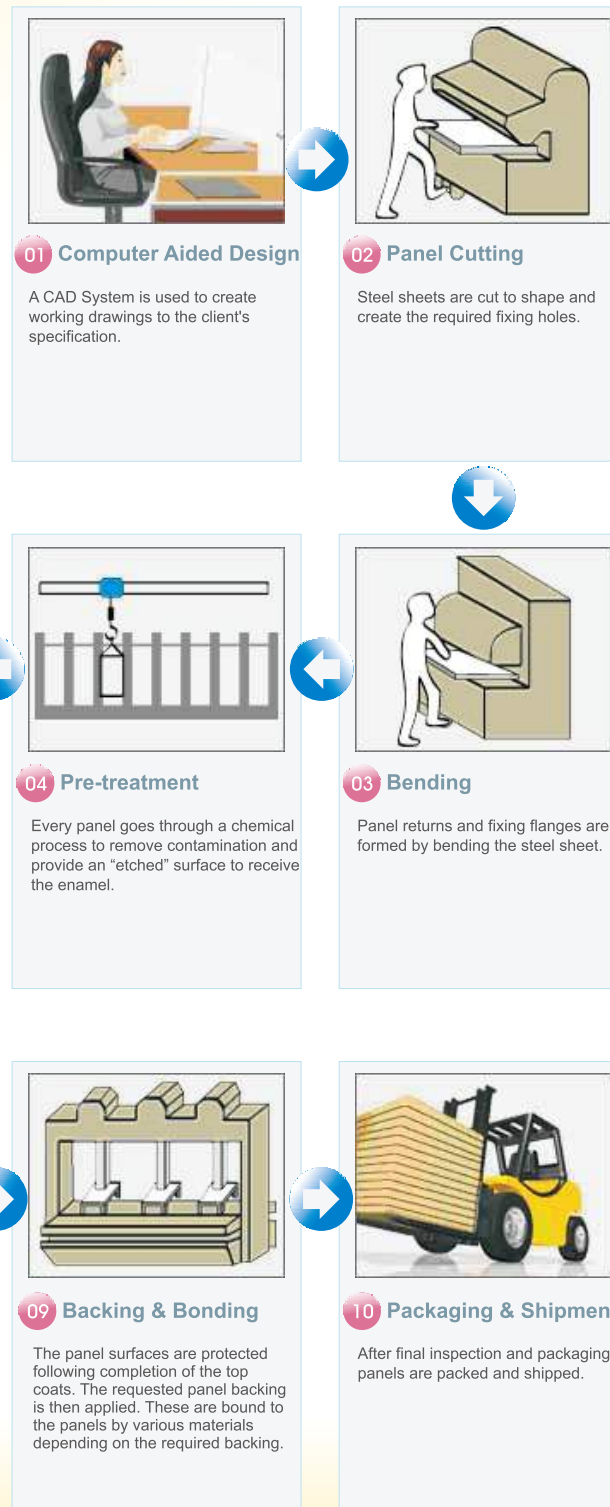 01 Computer Aided Design
A CAD System is used to create
working drawings to the client's
specification.
02 Panel Cutting
Steel sheets are cut to shape and
create the required fixing holes.
04 Pre-treatment
Every panel goes through a chemical
process to remove contamination and
provide an “etched” surface to receive
the enamel.
03 Bending
Panel returns and fixing flanges are
formed by bending the steel sheet.
09 Backing & Bonding
The panel surfaces are protected
following completion of the top
coats. The requested panel backing
is then applied. These are bound to
the panels by various materials
depending on the required backing.
10 Packaging & Shipmen
After final inspection and packaging
panels are packed and shipped.